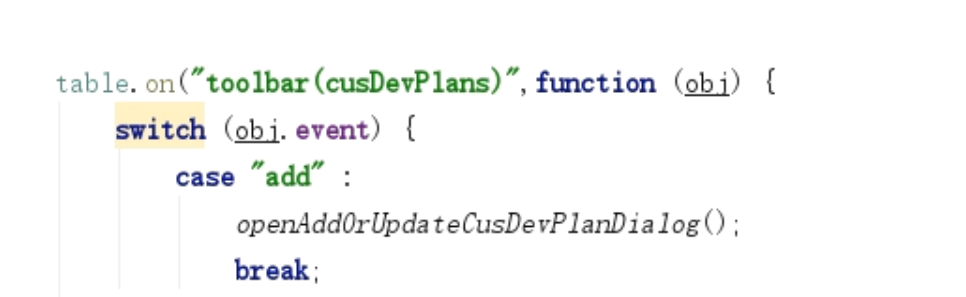 table.on("toolbar(cusDevPlans)",function (obj) {
switch (obj.event) {
case "add" :
openAddOrUpdateCusDevPlanDialog();
break;